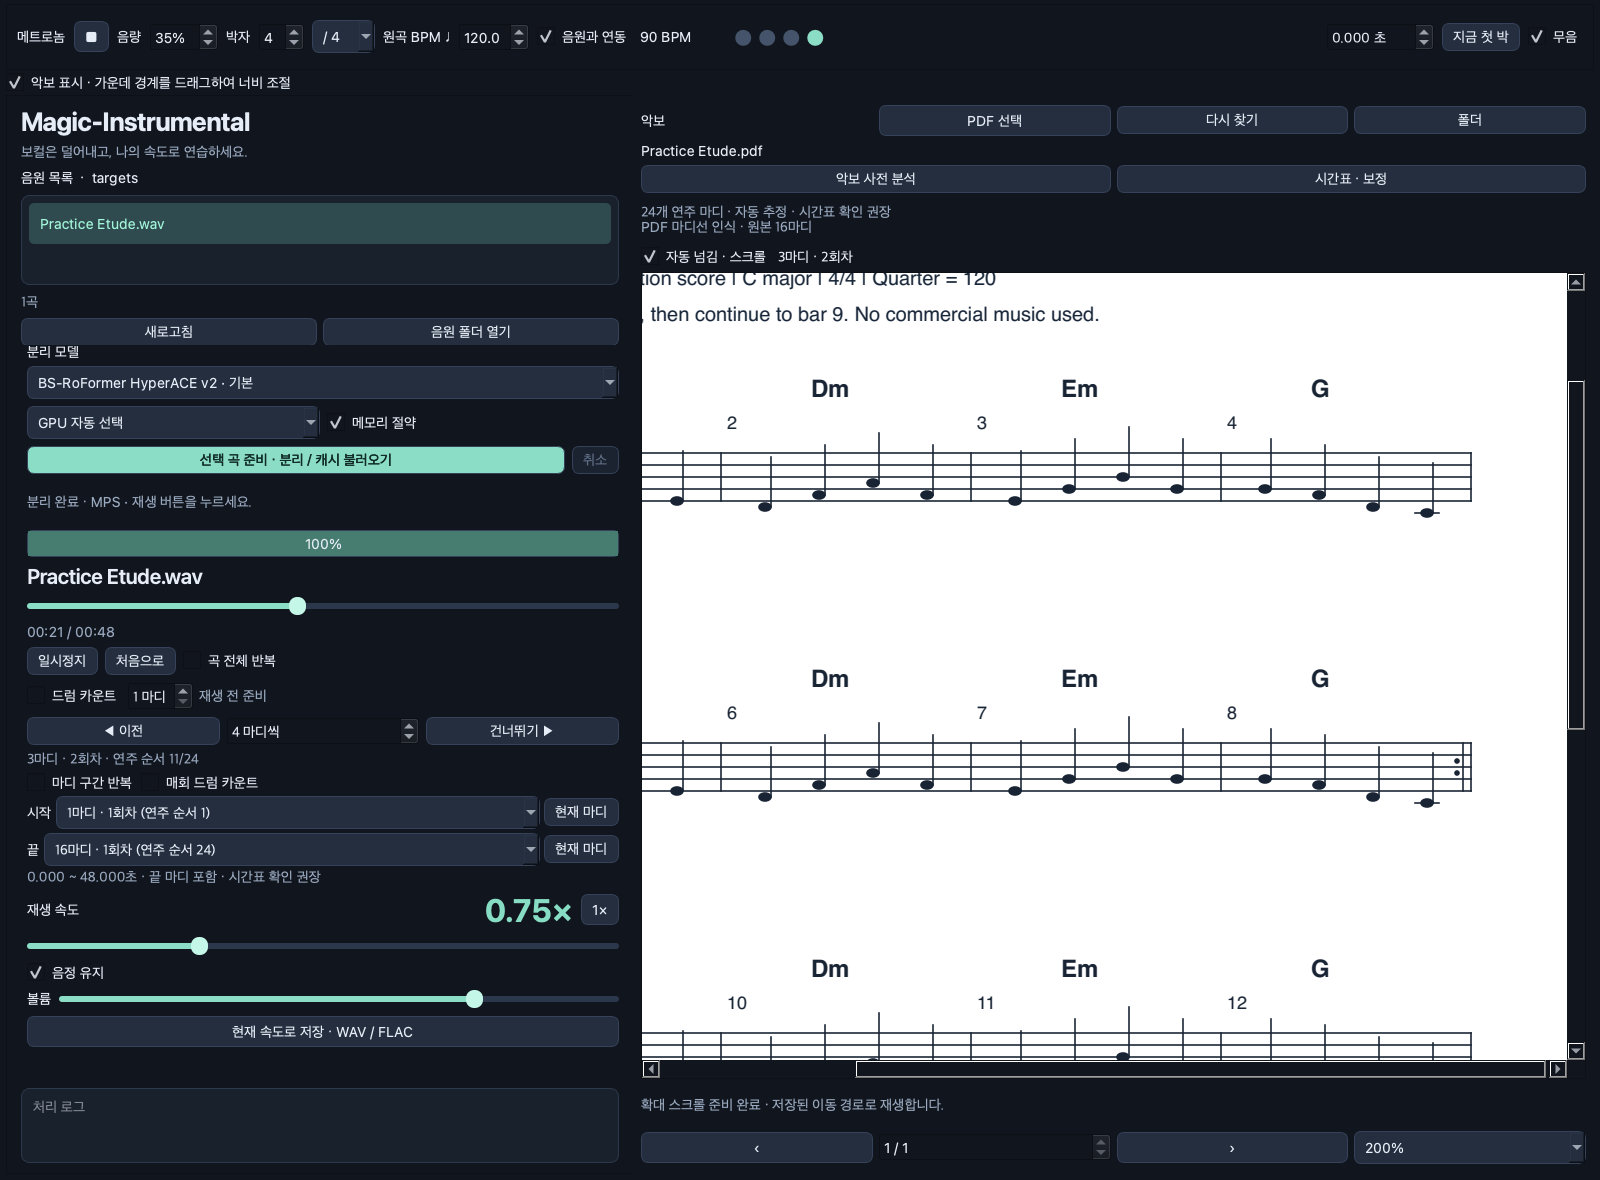 메트로놈 음량 35% 박자 4 / 4 원곡 BPM ♩ 120.0 음원과 연동 90 BPM 0.000 초 지금 첫 박 무음
악보 표시 · 가운데 경계를 드래그하여 너비 조절
Magic-Instrumental
보컬은 덜어내고, 나의 속도로 연습하세요.
음원 목록 · targets
Practice Etude.wav
1곡
새로고침 음원 폴더 열기
분리 모델
BS-RoFormer HyperACE v2 · 기본
GPU 자동 선택 메모리 절약
선택 곡 준비 · 분리 / 캐시 불러오기 취소
분리 완료 · MPS · 재생 버튼을 누르세요.
100%
Practice Etude.wav
00:21 / 00:48
일시정지 처음으로 곡 전체 반복
드럼 카운트 1 마디 재생 전 준비
◀ 이전 4 마디씩 건너뛰기 ▶
3마디 · 2회차 · 연주 순서 11/24
마디 구간 반복 매회 드럼 카운트
시작 1마디 · 1회차 (연주 순서 1) 현재 마디
끝 16마디 · 1회차 (연주 순서 24) 현재 마디
0.000 ~ 48.000초 · 끝 마디 포함 · 시간표 확인 권장
재생 속도 0.75× 1×
음정 유지
볼륨
현재 속도로 저장 · WAV / FLAC
처리 로그
악보 PDF 선택 다시 찾기 폴더
Practice Etude.pdf
악보 사전 분석 시간표 · 보정
24개 연주 마디 · 자동 추정 · 시간표 확인 권장
PDF 마디선 인식 · 원본 16마디
자동 넘김 · 스크롤 3마디 · 2회차
tion score | C major | 4/4 | Quarter = 120
, then continue to bar 9. No commercial music used.
Dm Em G
2 3 4
Dm Em G
6 7 8
Dm Em G
10 11 12
확대 스크롤 준비 완료 · 저장된 이동 경로로 재생합니다.
‹ 1 / 1 › 200%